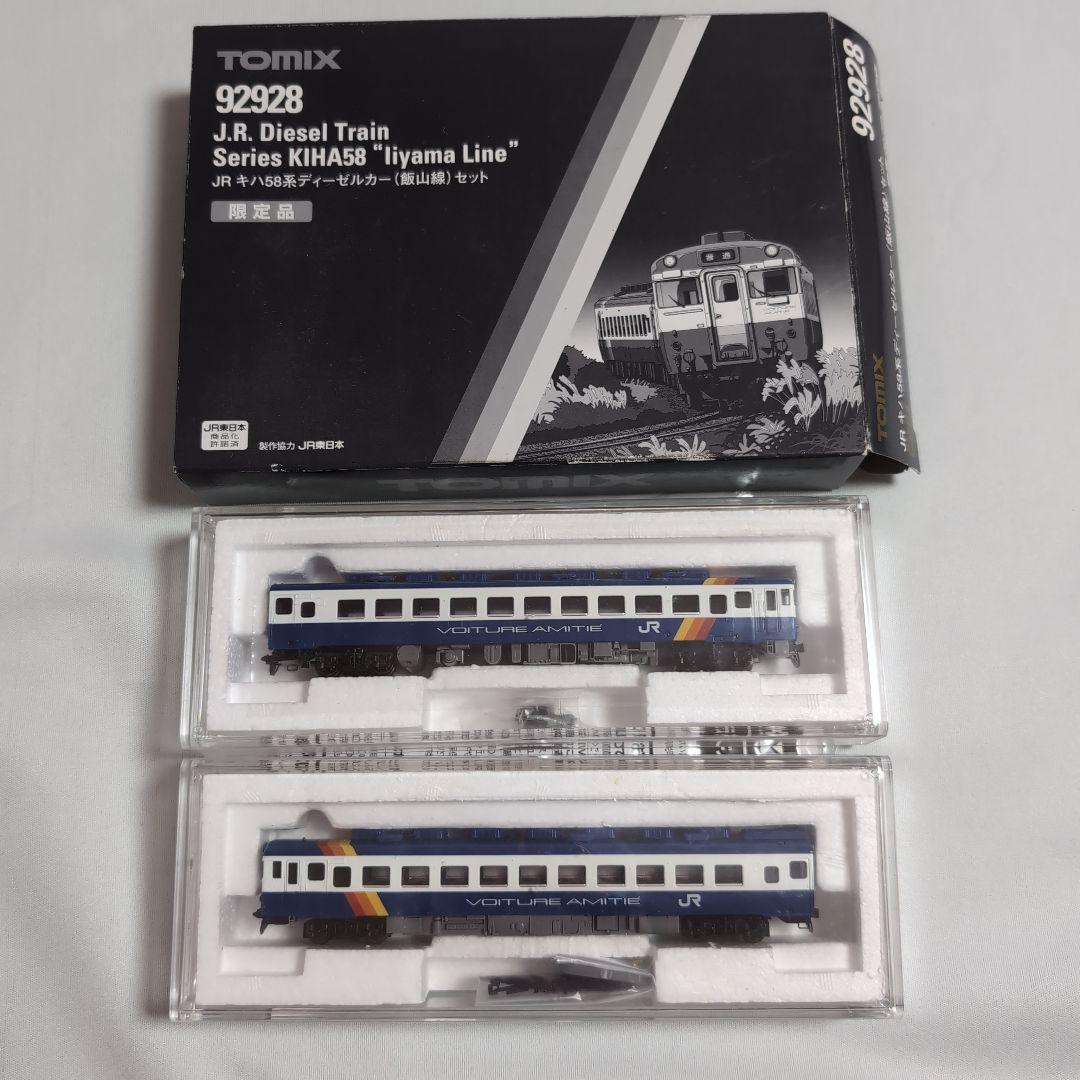 TOMIX
92928
J.R. Diesel Train
Series KIHA58 "Iiyama Line"
JR キハ58系ディーゼルカー(飯山線)セット
限定品
普通
JR東日本
商品化
許諾済
製作協力 JR東日本
TOMIX
92928
TOMIX JR キハ58系ディーゼルカー(飯山線)セット
VOITURE AMITIE JR
VOITURE AMITIE JR